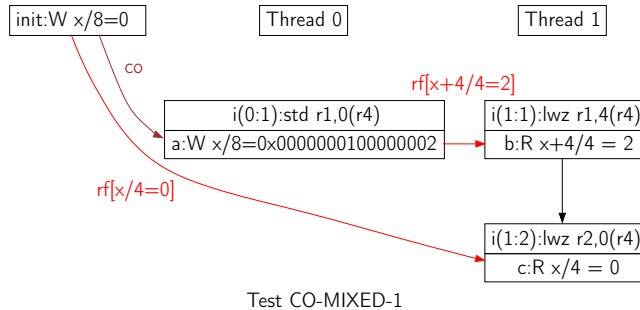 init:W x/8=0
Thread 0
Thread 1
co
rf[x+4/4=2]
i(0:1):std r1,0(r4)
a:W x/8=0x0000000100000002
i(1:1):lwz r1,4(r4)
b:R x+4/4 = 2
rf[x/4=0]
i(1:2):lwz r2,0(r4)
c:R x/4 = 0
Test CO-MIXED-1